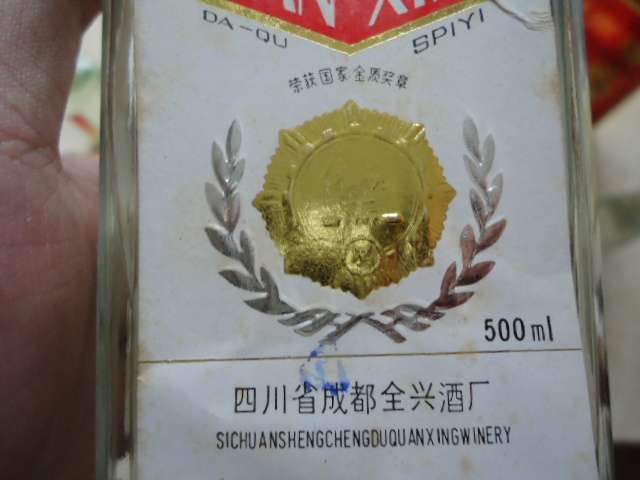 DA-QU SPIYI
荣获国家金质奖章
500ml
四川省成都全兴酒厂
SICHUANSHENGCHENGDUQUANXINGWINERY